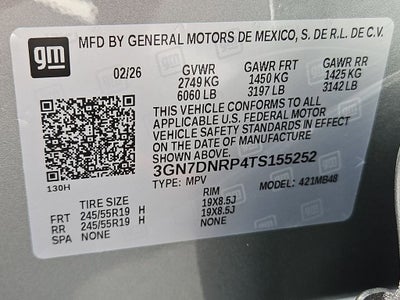 gm
MFD BY GENERAL MOTORS DE MEXICO, S. DE R.L. DE C.V.
02/26 GVWR GAWR FRT GAWR RR
2749 KG 1450 KG 1425 KG
6060 LB 3197 LB 3142 LB
THIS VEHICLE CONFORMS TO ALL
APPLICABLE U.S. FEDERAL MOTOR
VEHICLE SAFETY STANDARDS
IN EFFECT ON THE DATE
OF MANUFACTURE SHOWN ABOVE
3GN7DNRP4TS155252
130H TYPE: MPV MODEL: 421MB48
TIRE SIZE RIM
FRT 245/55R19 H 19X8.5J
RR 245/55R19 H 19X8.5J
SPA NONE NONE